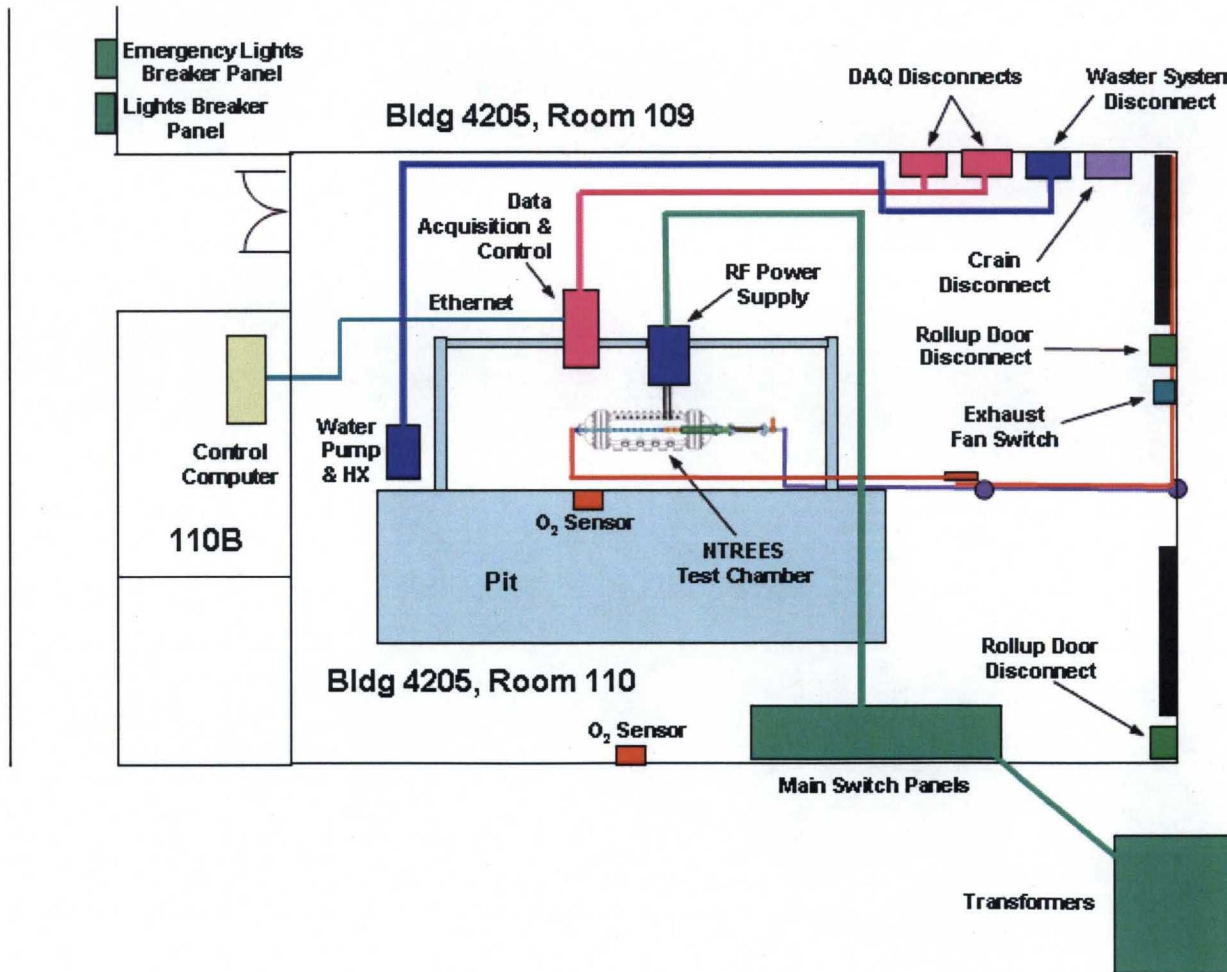 Emergency Lights
Breaker Panel
Lights Breaker
Panel
Bldg 4205, Room 109
DAQ Disconnects
Waster System
Disconnect
Data
Acquisition &
Control
RF Power
Supply
Crain
Disconnect
Ethernet
Rollup Door
Disconnect
Exhaust
Fan Switch
Control
Computer
Water
Pump
& HX
110B
O₂ Sensor
NTREES
Test Chamber
Pit
Bldg 4205, Room 110
Rollup Door
Disconnect
O₂ Sensor
Main Switch Panels
Transformers